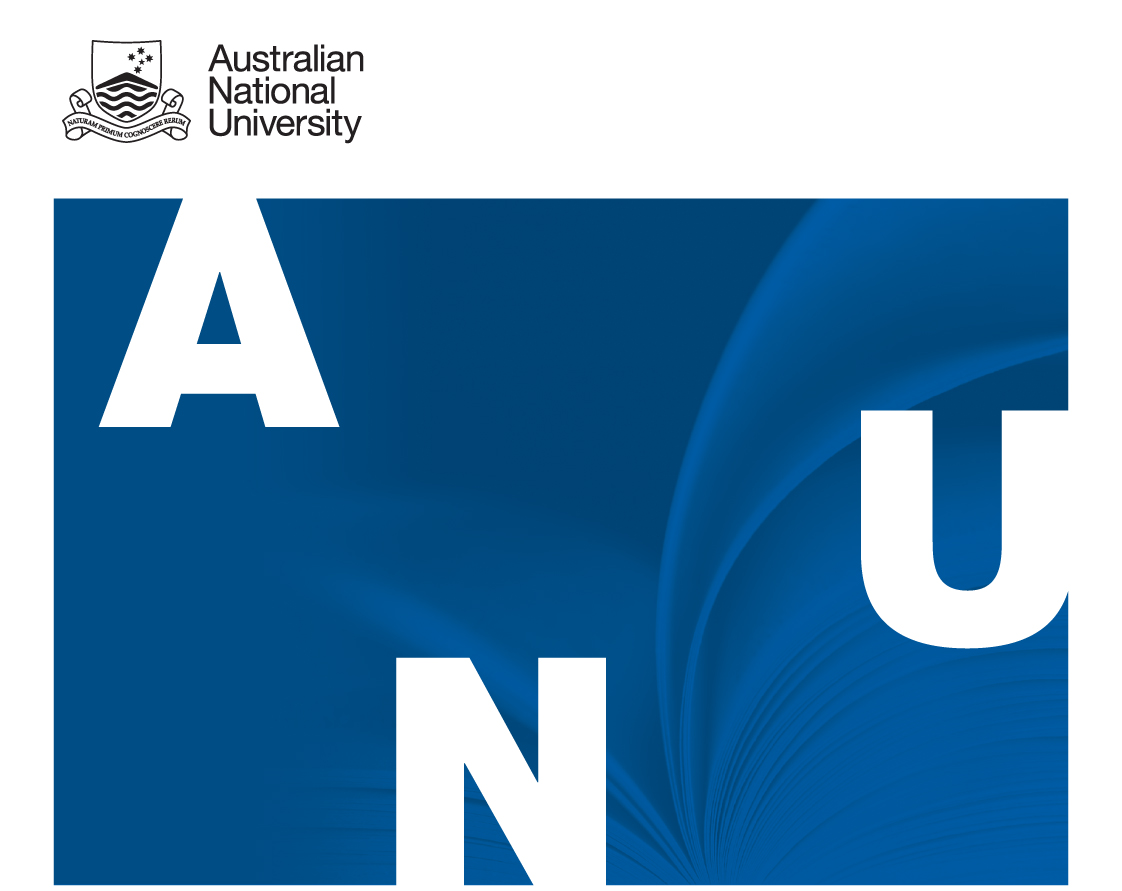 Australian
National
University
NATURAM PRIMUM COGNOSCERE RERUM
A
U
N